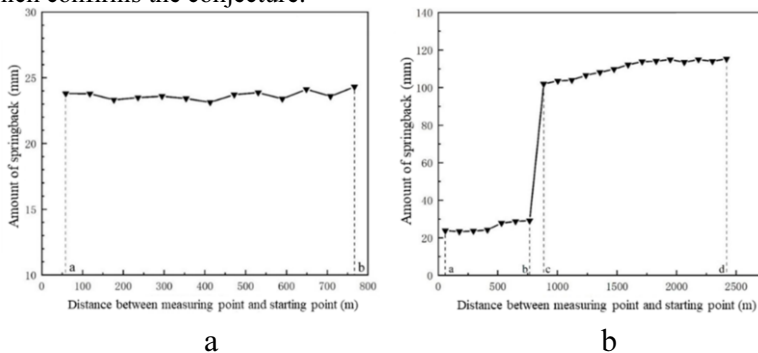 which confirms the conjecture.
30
25
20
15
10
Amount of springback (mm)
a
b
0 100 200 300 400 500 600 700 800
Distance between measuring point and starting point (m)
a
140
120
100
80
60
40
20
0
Amount of springback (mm)
a
b
c
d
0 500 1000 1500 2000 2500
Distance between measuring point and starting point (m)
b